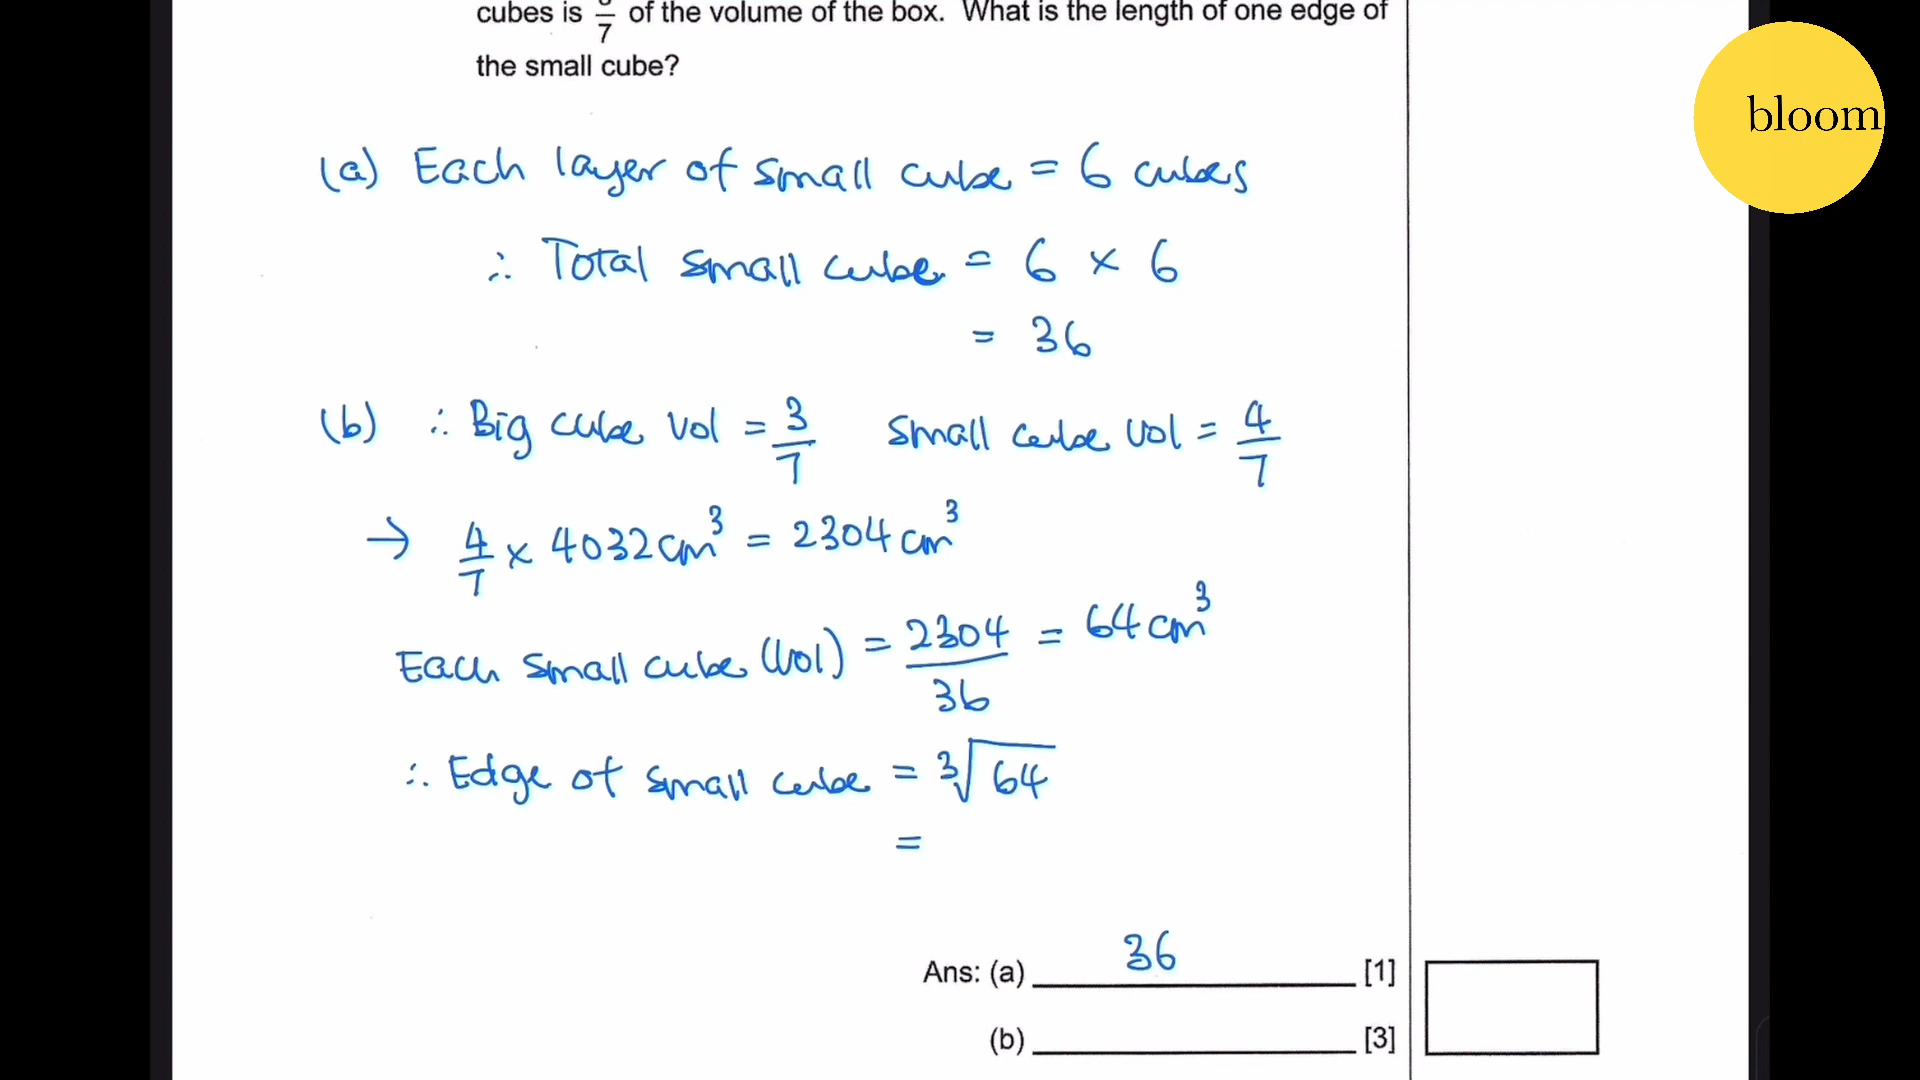 cubes is /7 of the volume of the box. What is the length of one edge of
the small cube?
bloom
(a) Each layer of small cube = 6 cubes
∴ Total small cube = 6 × 6
= 36
(b) ∴ Big cube vol = 3/7 small cube vol = 4/7
→ 4/7 × 4032 cm³ = 2304 cm³
Each small cube (vol) = 2304/36 = 64 cm³
∴ Edge of small cube = ³√64
=
Ans: (a) 36 [1]
(b) [3]